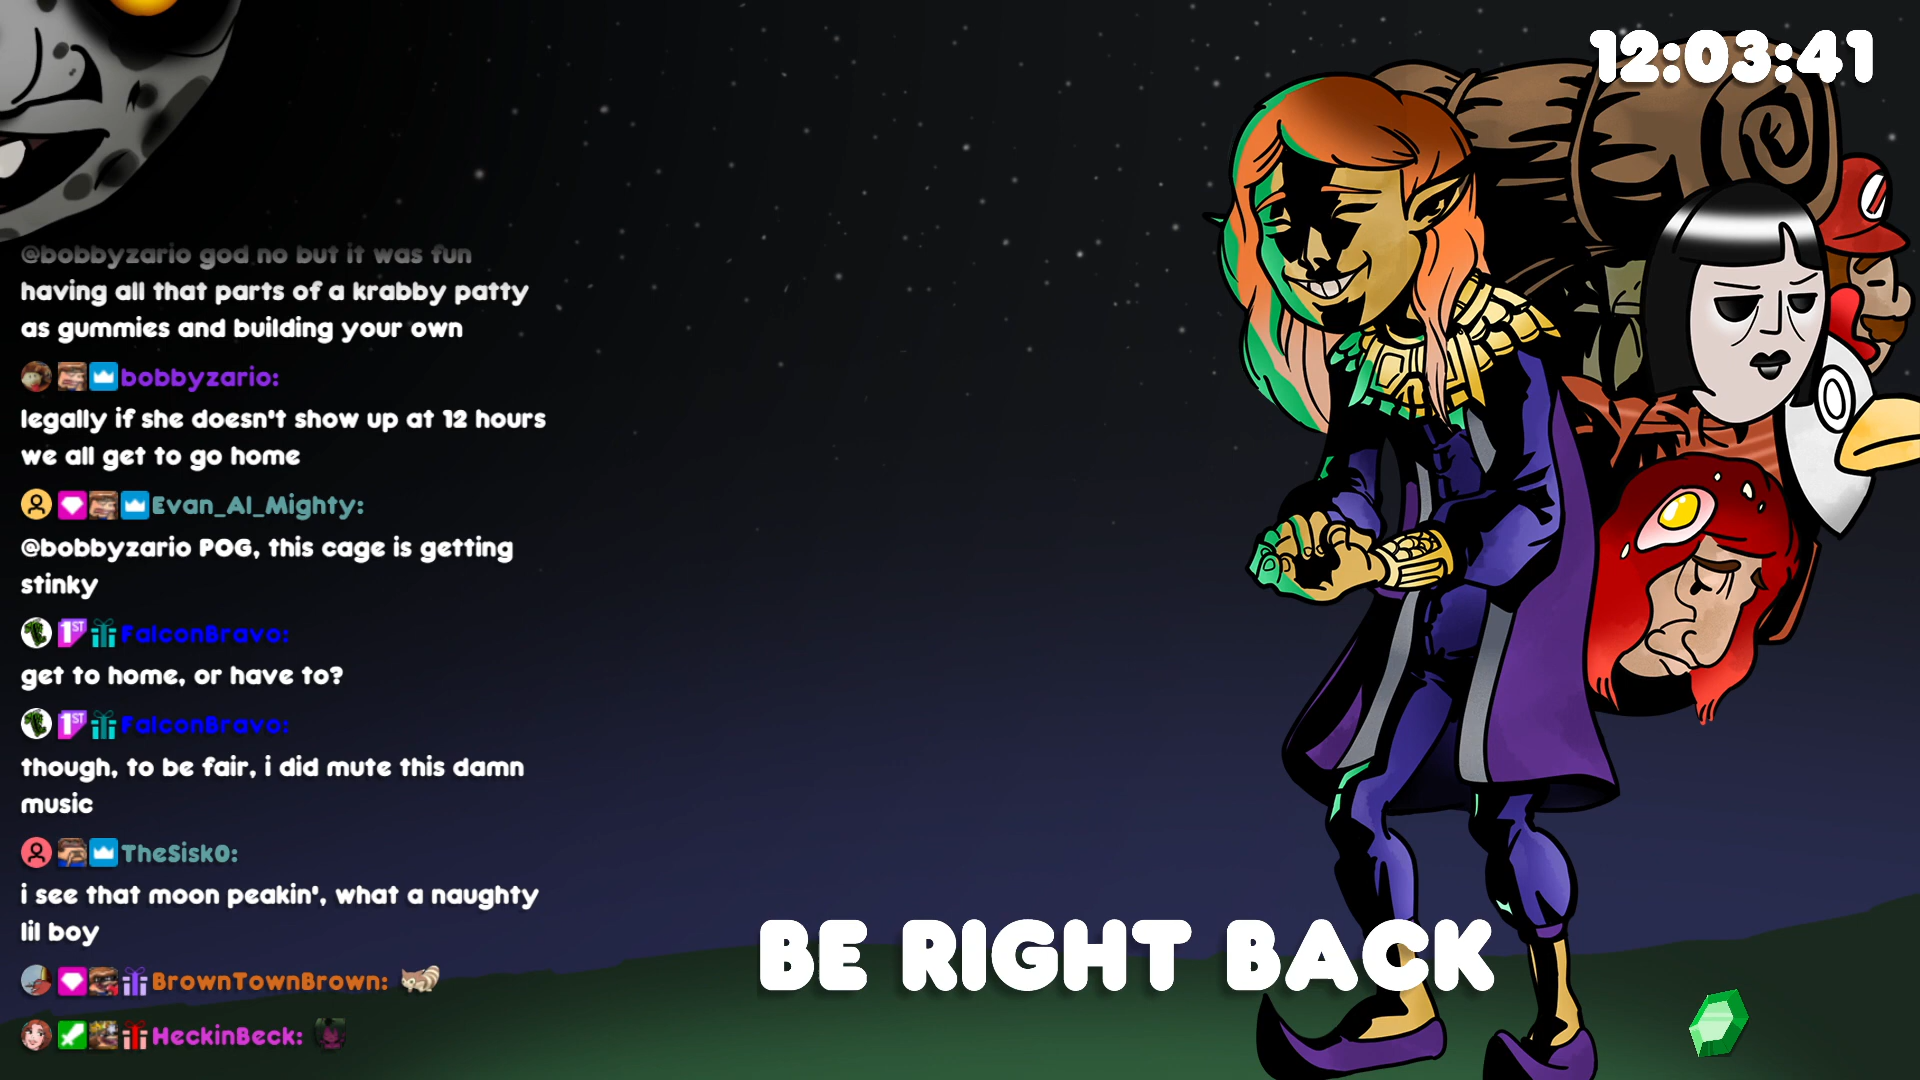 12:03:41
@bobbyzario god no but it was fun
having all that parts of a krabby patty
as gummies and building your own
bobbyzario:
legally if she doesn't show up at 12 hours
we all get to go home
Evan_Al_Mighty:
@bobbyzario POG, this cage is getting
stinky
1ST FalconBravo:
get to home, or have to?
1ST FalconBravo:
though, to be fair, i did mute this damn
music
TheSisk0:
i see that moon peakin', what a naughty
lil boy
BrownTownBrown:
HeckinBeck:
BE RIGHT BACK